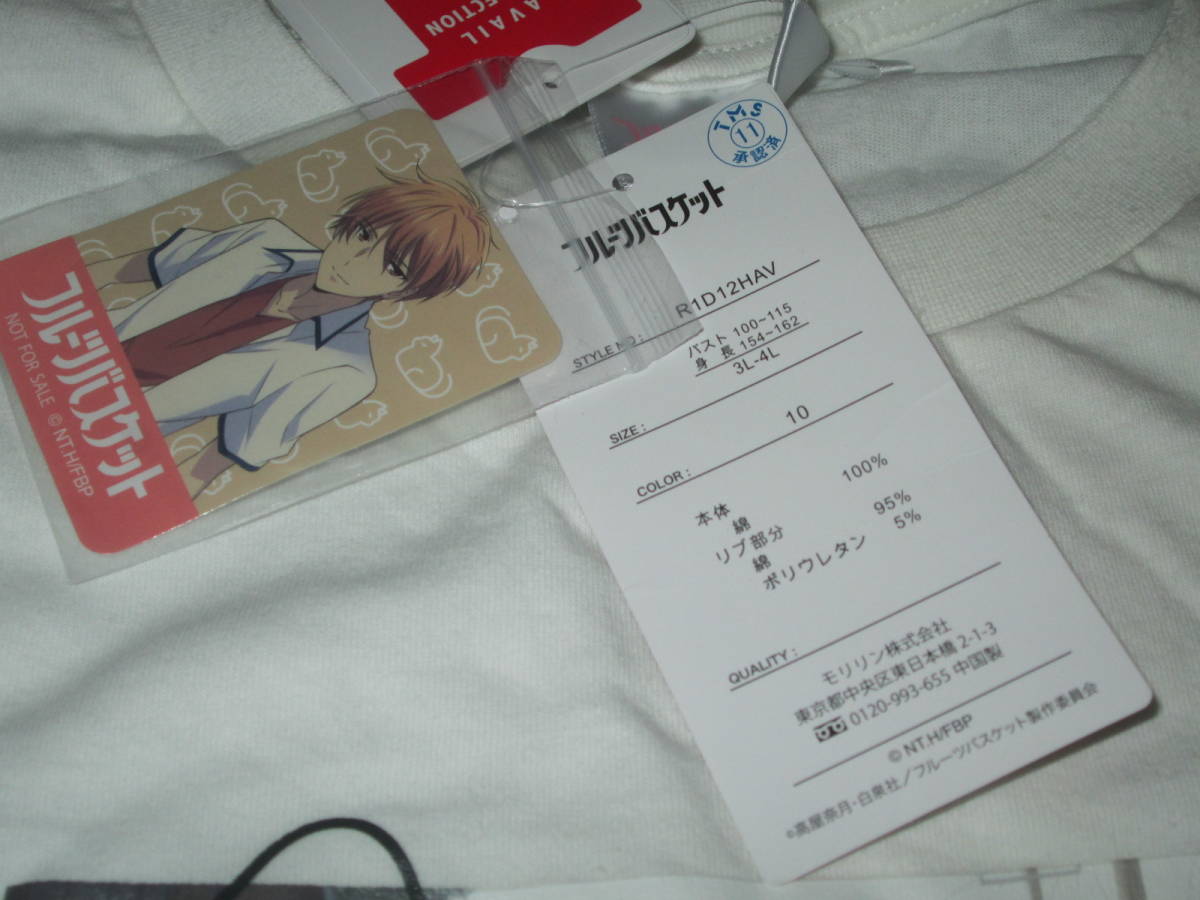 AVAIL
ECTION
フルーツバスケット
NOT FOR SALE © NT.H/FBP
TMS
11
承認済
フルーツバスケット
STYLE NO : R1D12HAV
バスト 100~115
身 長 154~162
SIZE : 3L-4L
COLOR : 10
本体
綿 100%
リブ部分
綿 95%
ポリウレタン 5%
QUALITY :
モリリン株式会社
東京都中央区東日本橋2-1-3
0120-993-655 中国製
© NT.H/FBP
©高屋奈月・白泉社/フルーツバスケット製作委員会